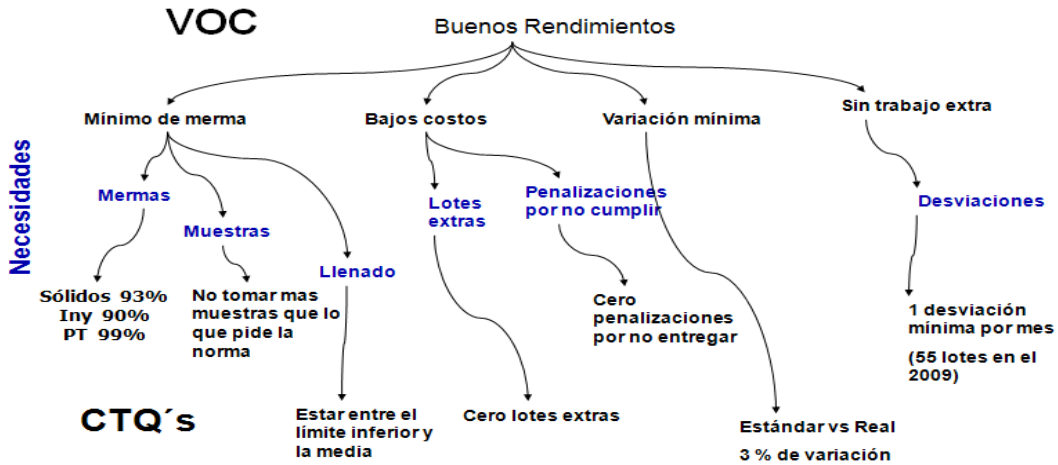 VOC
Buenos Rendimientos
Mínimo de merma
Bajos costos
Variación mínima
Sin trabajo extra
Necesidades
Mermas
Muestras
Llenado
Lotes
extras
Penalizaciones
por no cumplir
Desviaciones
Sólidos 93%
Iny 90%
PT 99%
No tomar mas
muestras que lo
que pide la
norma
Cero
penalizaciones
por no entregar
1 desviación
mínima por mes
(55 lotes en el
2009)
CTQ´s
Estar entre el
límite inferior y
la media
Cero lotes extras
Estándar vs Real
3 % de variación